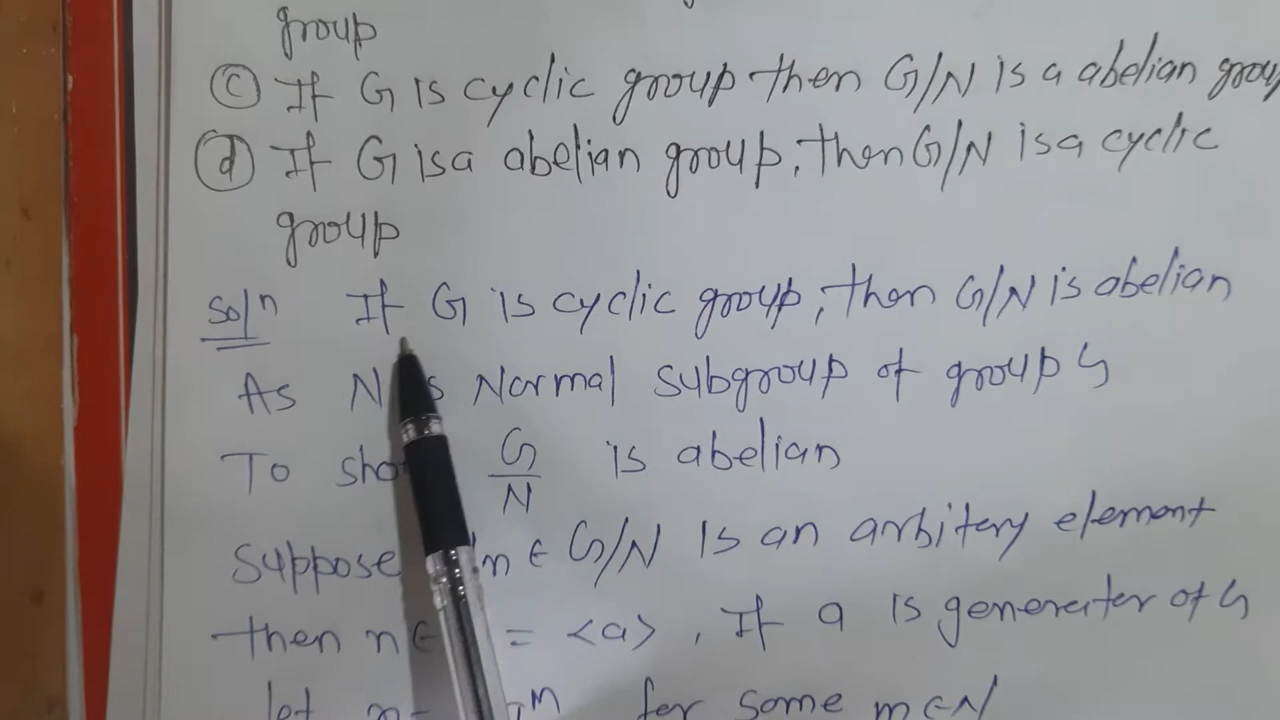 group
(c) If G is cyclic group then G/N is a abelian group
(d) If G is a abelian group, then G/N is a cyclic
group
Soln If G is cyclic group, then G/N is abelian
As N is Normal subgroup of group G
To sho G/N is abelian
Suppose n ∈ G/N is an arbitery element
then n ∈ = <a>, If a is generater of G
let m for some m ∈ N